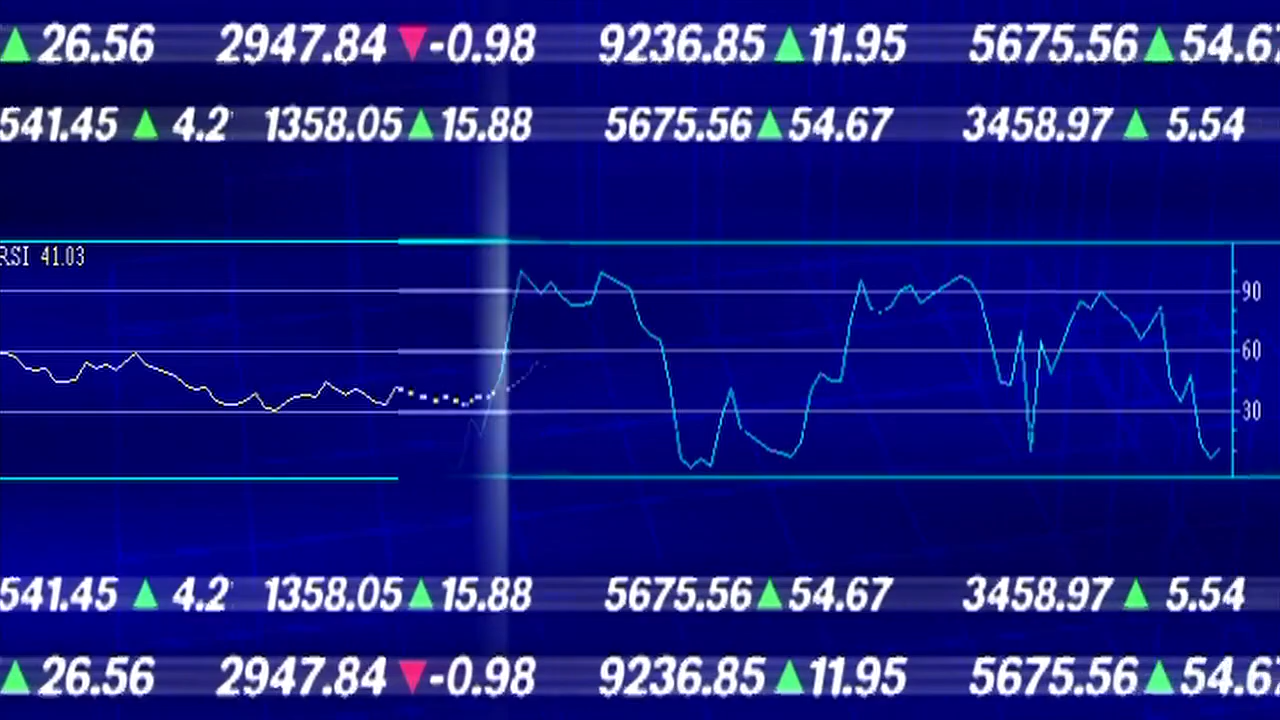 ▲ 26.56 2947.84 ▼ -0.98 9236.85 ▲ 11.95 5675.56 ▲ 54.67
541.45 ▲ 4.2 1358.05 ▲ 15.88 5675.56 ▲ 54.67 3458.97 ▲ 5.54
RSI 41.03
90
60
30
541.45 ▲ 4.2 1358.05 ▲ 15.88 5675.56 ▲ 54.67 3458.97 ▲ 5.54
▲ 26.56 2947.84 ▼ -0.98 9236.85 ▲ 11.95 5675.56 ▲ 54.67